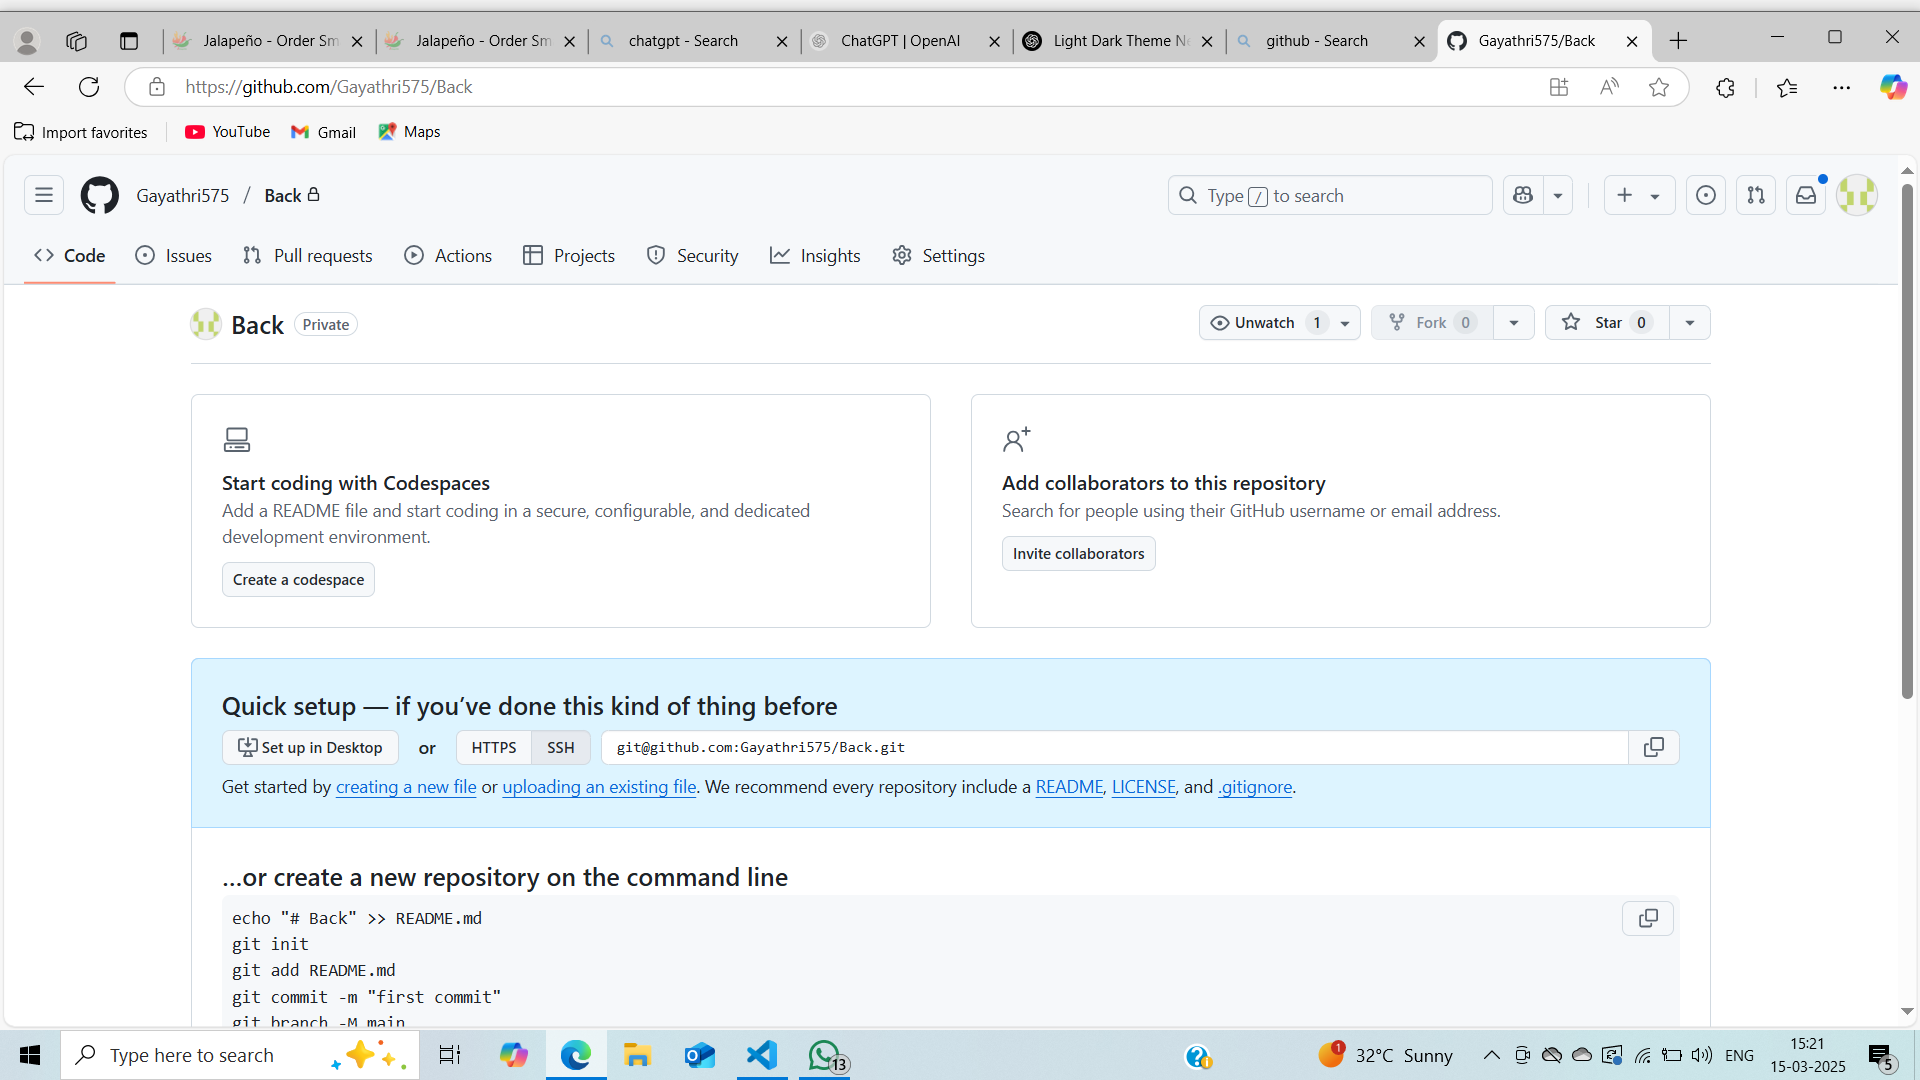 Jalapeño - Order Sm
Jalapeño - Order Sm
chatgpt - Search
ChatGPT | OpenAI
Light Dark Theme Ne
github - Search
Gayathri575/Back
https://github.com/Gayathri575/Back
Import favorites
YouTube
Gmail
Maps
Gayathri575 / Back
Type / to search
Code
Issues
Pull requests
Actions
Projects
Security
Insights
Settings
Back Private
Unwatch 1
Fork 0
Star 0
Start coding with Codespaces
Add a README file and start coding in a secure, configurable, and dedicated
development environment.
Create a codespace
Add collaborators to this repository
Search for people using their GitHub username or email address.
Invite collaborators
Quick setup — if you’ve done this kind of thing before
Set up in Desktop or HTTPS SSH git@github.com:Gayathri575/Back.git
Get started by creating a new file or uploading an existing file. We recommend every repository include a README, LICENSE, and .gitignore.
…or create a new repository on the command line
echo "# Back" >> README.md
git init
git add README.md
git commit -m "first commit"
git branch -M main
Type here to search
13
1
32°C Sunny
ENG
15:21
15-03-2025
5